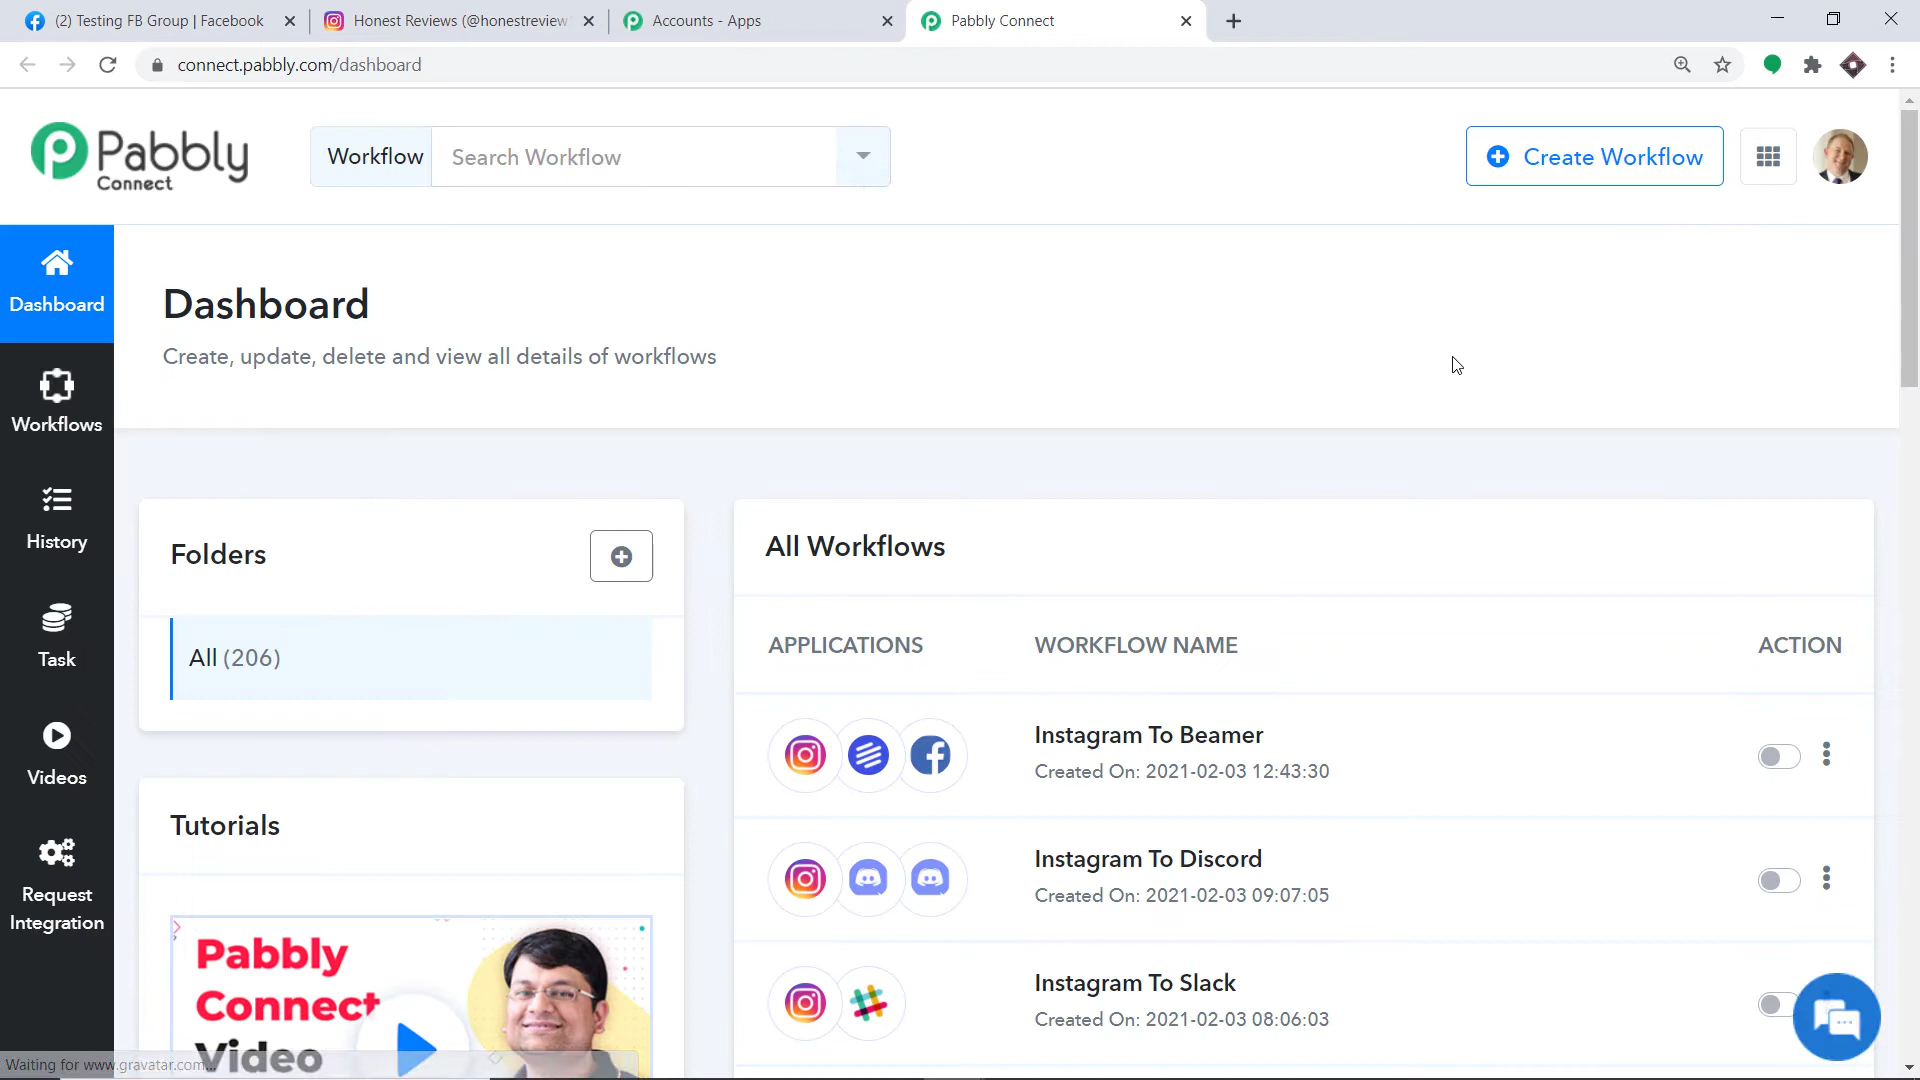 (2) Testing FB Group | Facebook
Honest Reviews (@honestreview
Accounts - Apps
Pabbly Connect
connect.pabbly.com/dashboard
Pabbly
Connect
Workflow
Search Workflow
Create Workflow
Dashboard
Dashboard
Create, update, delete and view all details of workflows
Workflows
History
Task
Videos
Request
Integration
Folders
All (206)
Tutorials
Pabbly
Connect
Video
All Workflows
APPLICATIONS
WORKFLOW NAME
ACTION
Instagram To Beamer
Created On: 2021-02-03 12:43:30
Instagram To Discord
Created On: 2021-02-03 09:07:05
Instagram To Slack
Created On: 2021-02-03 08:06:03
Waiting for www.gravatar.com...